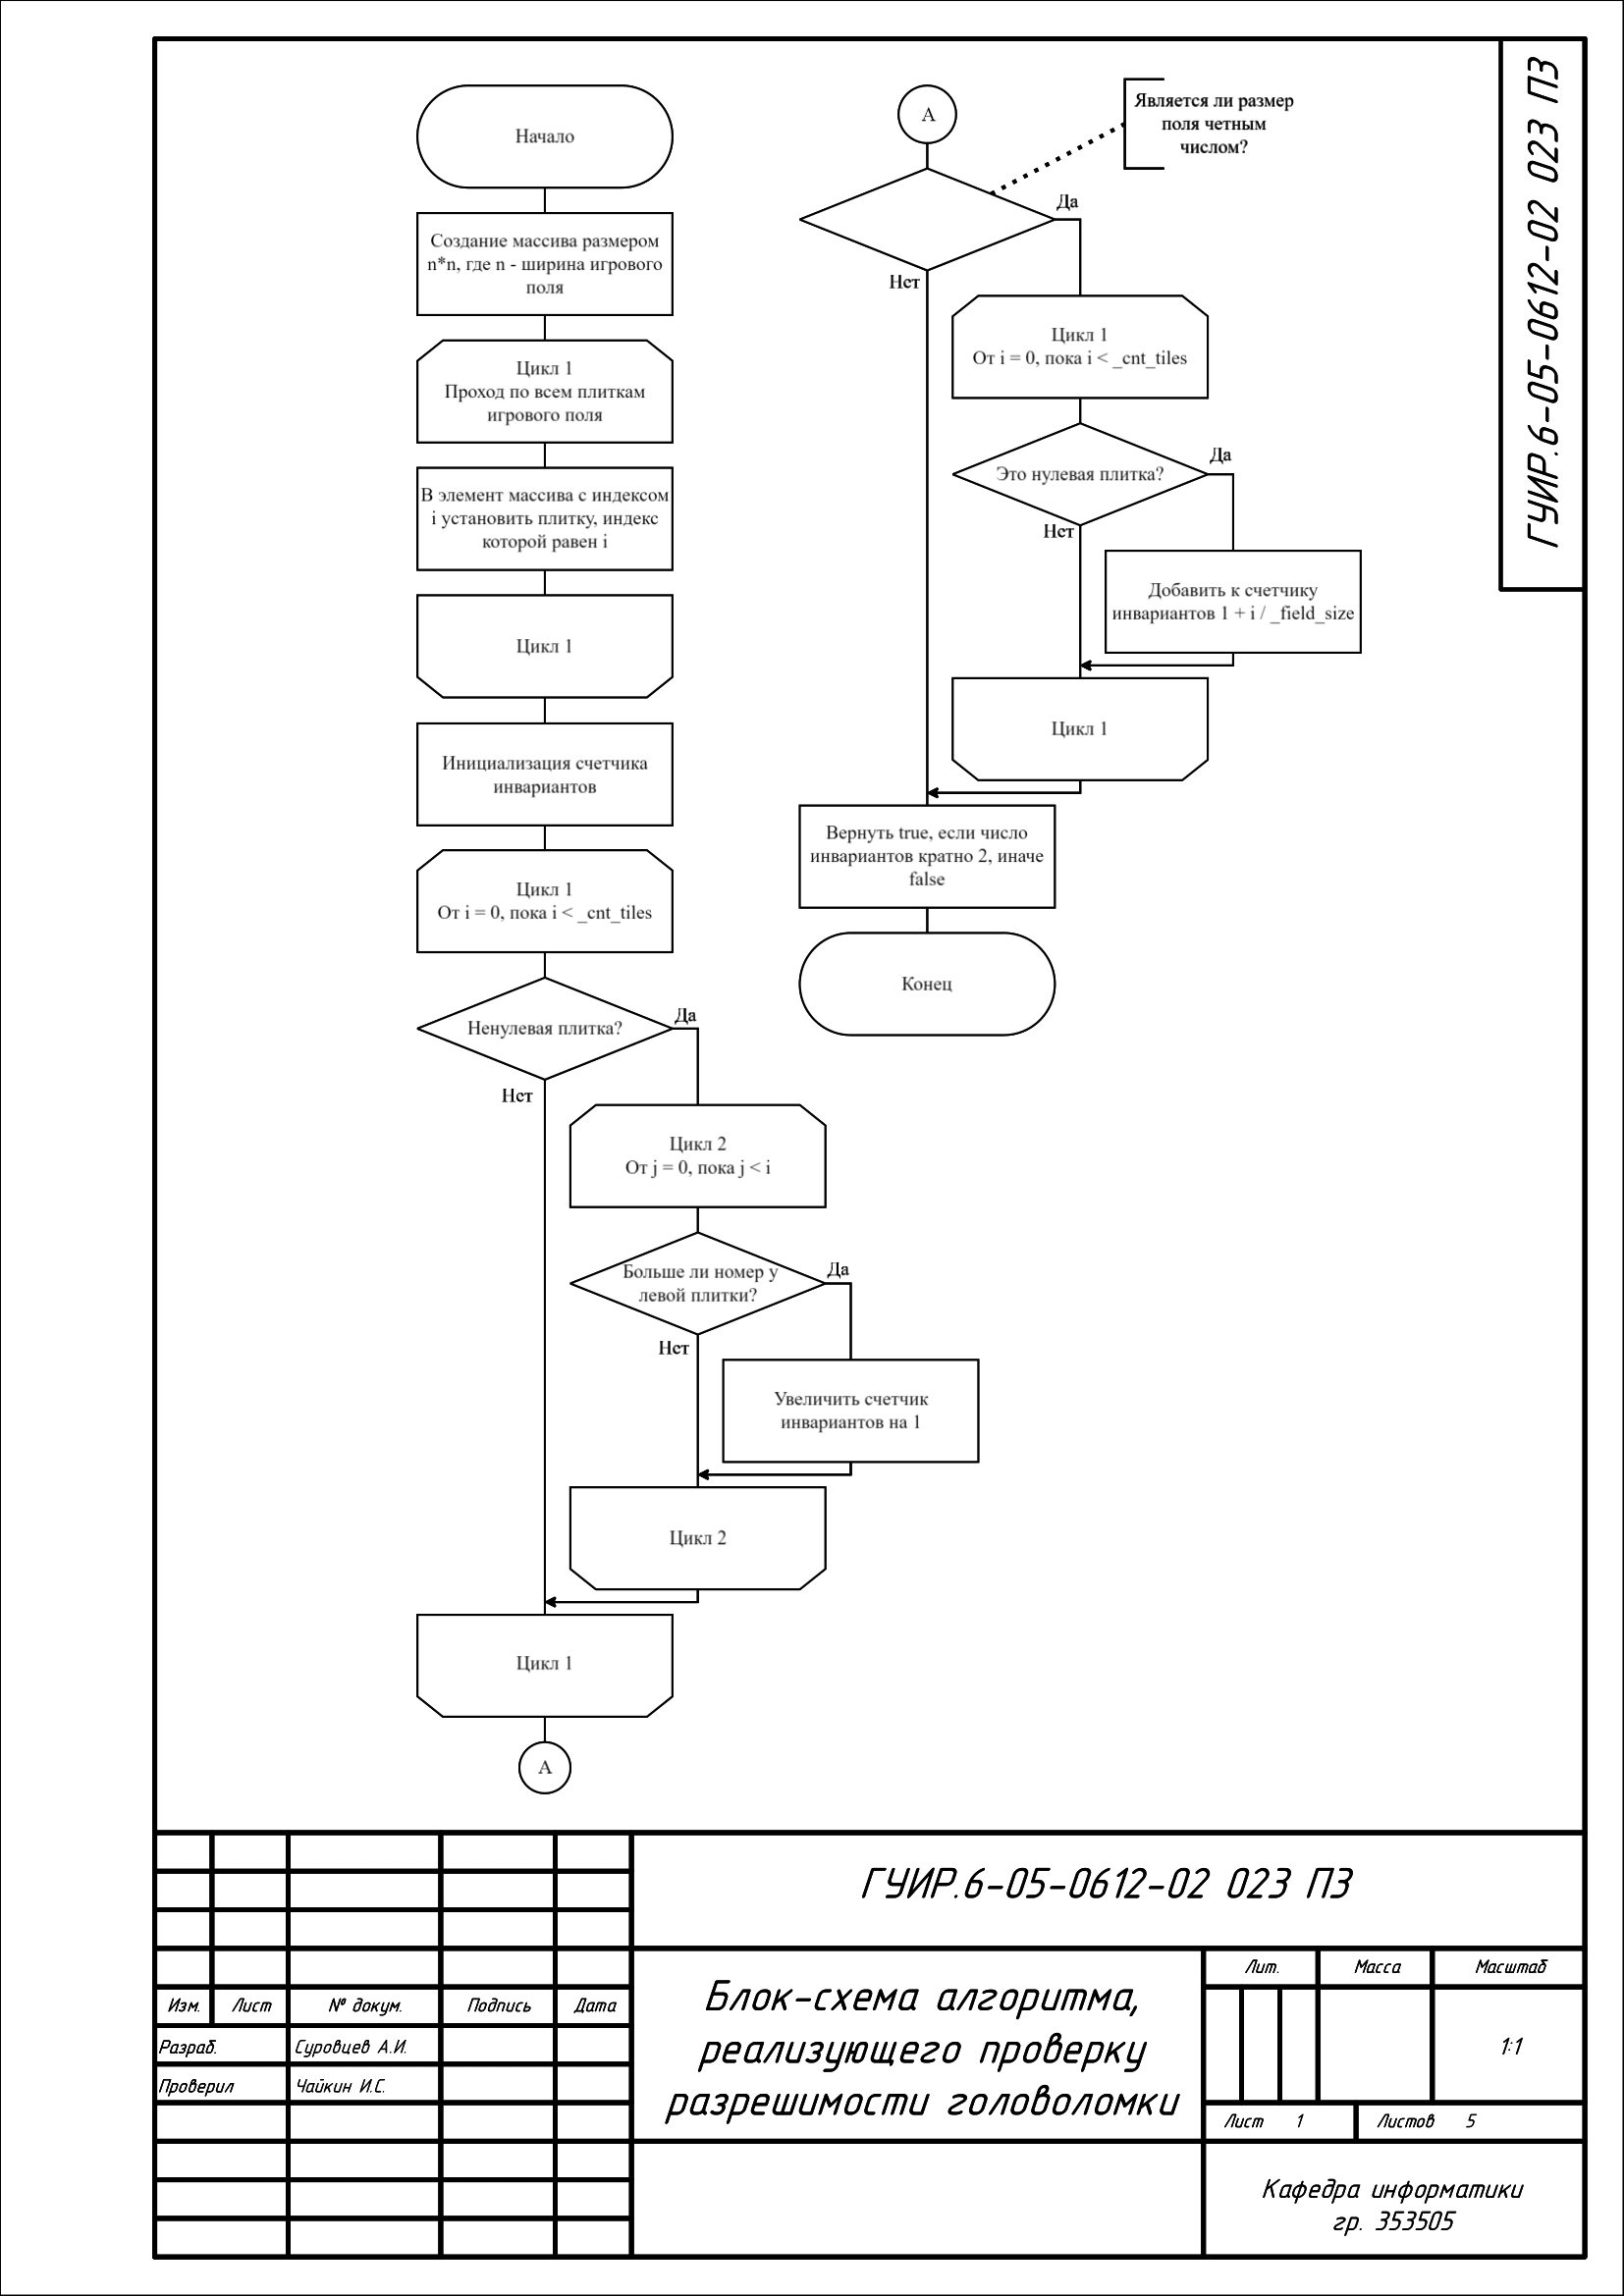 Начало
Создание массива размером
n*n, где n - ширина игрового
поля
Цикл 1
Проход по всем плиткам
игрового поля
В элемент массива с индексом
i установить плитку, индекс
которой равен i
Цикл 1
Инициализация счетчика
инвариантов
Цикл 1
От i = 0, пока i < _cnt_tiles
Ненулевая плитка?
Да
Нет
Цикл 2
От j = 0, пока j < i
Больше ли номер у
левой плитки?
Да
Нет
Увеличить счетчик
инвариантов на 1
Цикл 2
Цикл 1
А
А
Является ли размер
поля четным
числом?
Да
Нет
Цикл 1
От i = 0, пока i < _cnt_tiles
Это нулевая плитка?
Да
Нет
Добавить к счетчику
инвариантов 1 + i / _field_size
Цикл 1
Вернуть true, если число
инвариантов кратно 2, иначе
false
Конец
ГУИР.6-05-0612-02 023 ПЗ
ГУИР.6-05-0612-02 023 ПЗ
Изм. Лист № докум. Подпись Дата
Разраб. Суровцев А.И.
Проверил Чайкин И.С.
Блок-схема алгоритма,
реализующего проверку
разрешимости головоломки
Лит. Масса Масштаб
1:1
Лист 1 Листов 5
Кафедра информатики
гр. 353505